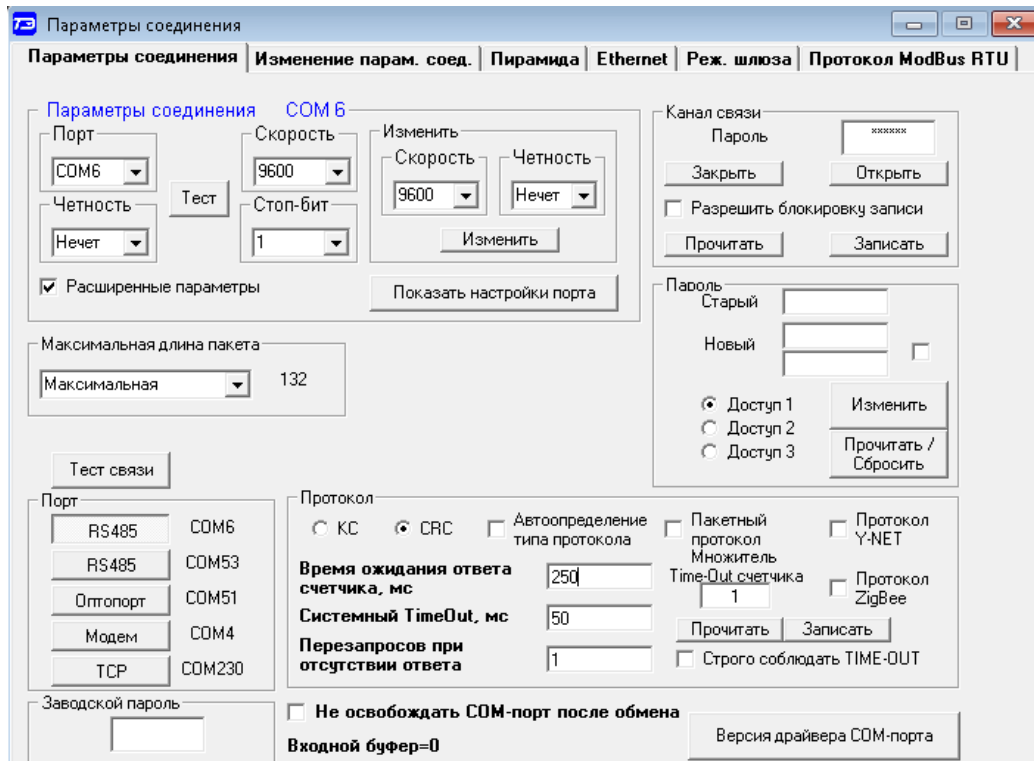 ТЭ Параметры соединения
Параметры соединения Изменение парам. соед. Пирамида Ethernet Реж. шлюза Протокол ModBus RTU
Параметры соединения COM 6
Порт
COM6
Тест
Скорость
9600
Четность
Нечет
Стоп-бит
1
Изменить
Скорость
9600
Четность
Нечет
Изменить
Расширенные параметры
Показать настройки порта
Канал связи
Пароль ******
Закрыть Открыть
Разрешить блокировку записи
Прочитать Записать
Пароль
Старый
Новый
Доступ 1
Доступ 2
Доступ 3
Изменить
Прочитать /
Сбросить
Максимальная длина пакета
Максимальная 132
Тест связи
Порт
RS485 COM6
RS485 COM53
Оптопорт COM51
Модем COM4
TCP COM230
Протокол
КС CRC
Автоопределение
типа протокола
Пакетный
протокол
Множитель
Time-Out счетчика
1
Протокол
Y-NET
Протокол
ZigBee
Время ожидания ответа
счетчика, мс
250
Системный TimeOut, мс
50
Перезапросов при
отсутствии ответа
1
Прочитать Записать
Строго соблюдать TIME-OUT
Заводской пароль
Не освобождать COM-порт после обмена
Входной буфер=0
Версия драйвера COM-порта